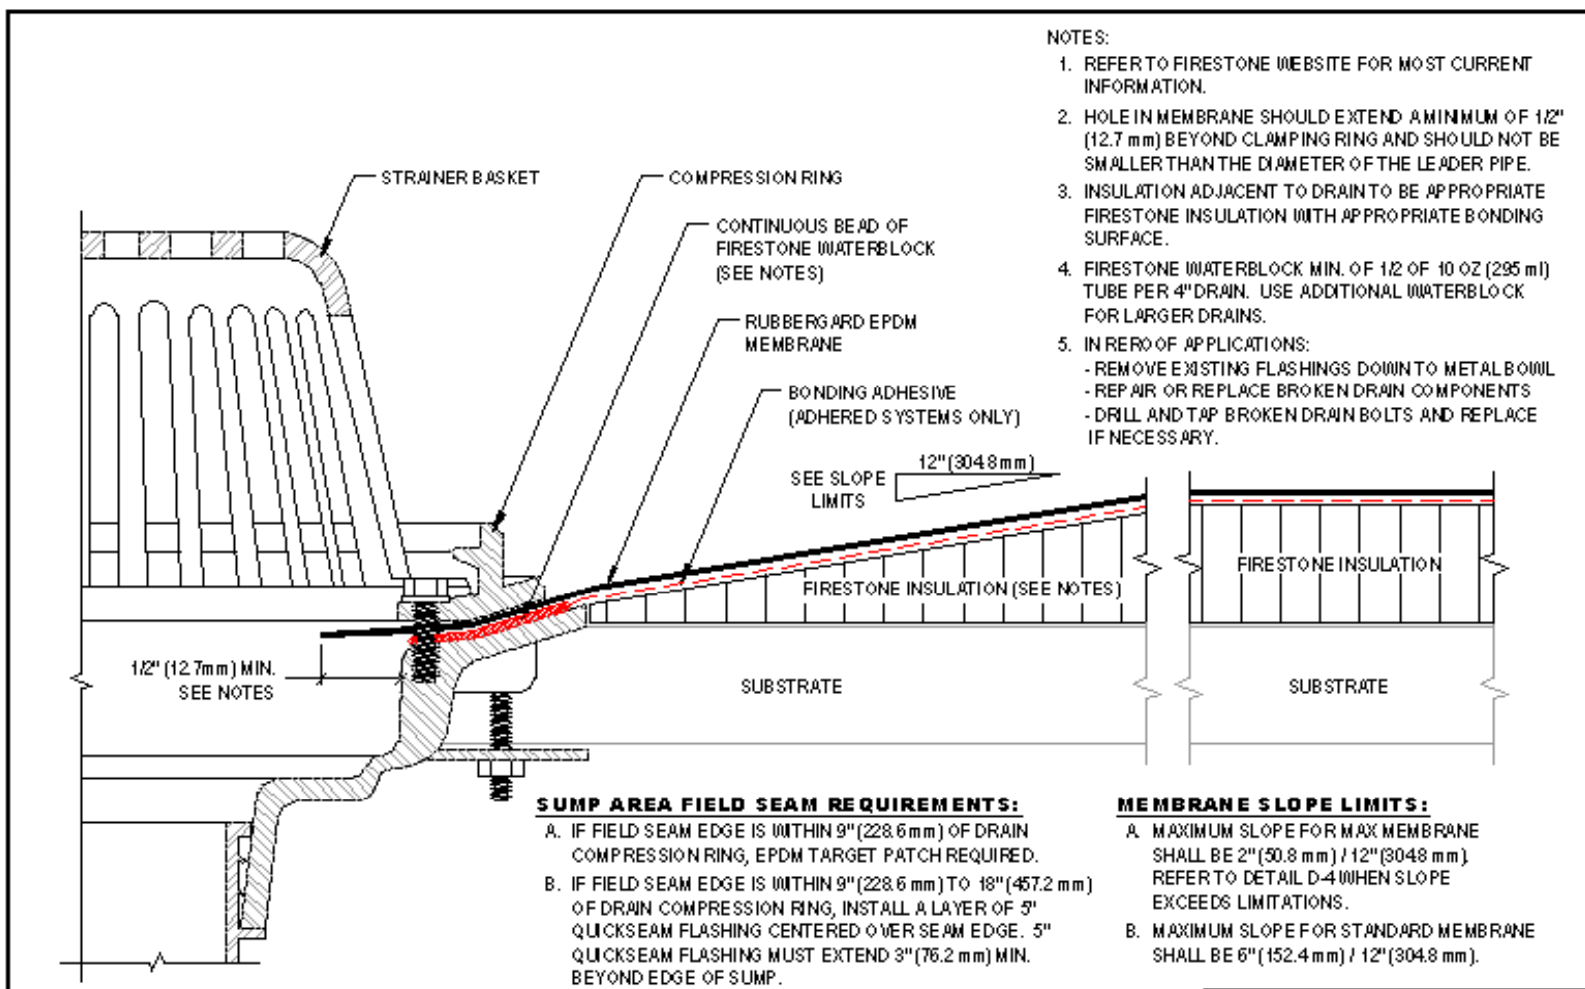 NOTES:
1. REFER TO FIRESTONE WEBSITE FOR MOST CURRENT
INFORMATION.
2. HOLE IN MEMBRANE SHOULD EXTEND A MINIMUM OF 1/2"
(12.7 mm) BEYOND CLAMPING RING AND SHOULD NOT BE
SMALLER THAN THE DIAMETER OF THE LEADER PIPE.
3. INSULATION ADJACENT TO DRAIN TO BE APPROPRIATE
FIRESTONE INSULATION WITH APPROPRIATE BONDING
SURFACE.
4. FIRESTONE WATERBLOCK MIN. OF 1/2 OF 10 OZ (295 ml)
TUBE PER 4" DRAIN. USE ADDITIONAL WATERBLOCK
FOR LARGER DRAINS.
5. IN REROOF APPLICATIONS:
- REMOVE EXISTING FLASHINGS DOWN TO METAL BOWL
- REPAIR OR REPLACE BROKEN DRAIN COMPONENTS
- DRILL AND TAP BROKEN DRAIN BOLTS AND REPLACE
IF NECESSARY.
STRAINER BASKET
COMPRESSION RING
CONTINUOUS BEAD OF
FIRESTONE WATERBLOCK
(SEE NOTES)
RUBBERGARD EPDM
MEMBRANE
BONDING ADHESIVE
(ADHERED SYSTEMS ONLY)
12" (304.8 mm)
SEE SLOPE
LIMITS
FIRESTONE INSULATION (SEE NOTES)
FIRESTONE INSULATION
1/2" (12.7mm) MIN.
SEE NOTES
SUBSTRATE
SUBSTRATE
SUMP AREA FIELD SEAM REQUIREMENTS:
A. IF FIELD SEAM EDGE IS WITHIN 9" (228.6 mm) OF DRAIN
COMPRESSION RING, EPDM TARGET PATCH REQUIRED.
B. IF FIELD SEAM EDGE IS WITHIN 9" (228.6 mm) TO 18" (457.2 mm)
OF DRAIN COMPRESSION RING, INSTALL A LAYER OF 5"
QUICKSEAM FLASHING CENTERED OVER SEAM EDGE. 5"
QUICKSEAM FLASHING MUST EXTEND 3" (76.2 mm) MIN.
BEYOND EDGE OF SUMP.
MEMBRANE SLOPE LIMITS:
A. MAXIMUM SLOPE FOR MAX MEMBRANE
SHALL BE 2" (50.8 mm) / 12" (304.8 mm).
REFER TO DETAIL D-4 WHEN SLOPE
EXCEEDS LIMITATIONS.
B. MAXIMUM SLOPE FOR STANDARD MEMBRANE
SHALL BE 6" (152.4 mm) / 12" (304.8 mm).